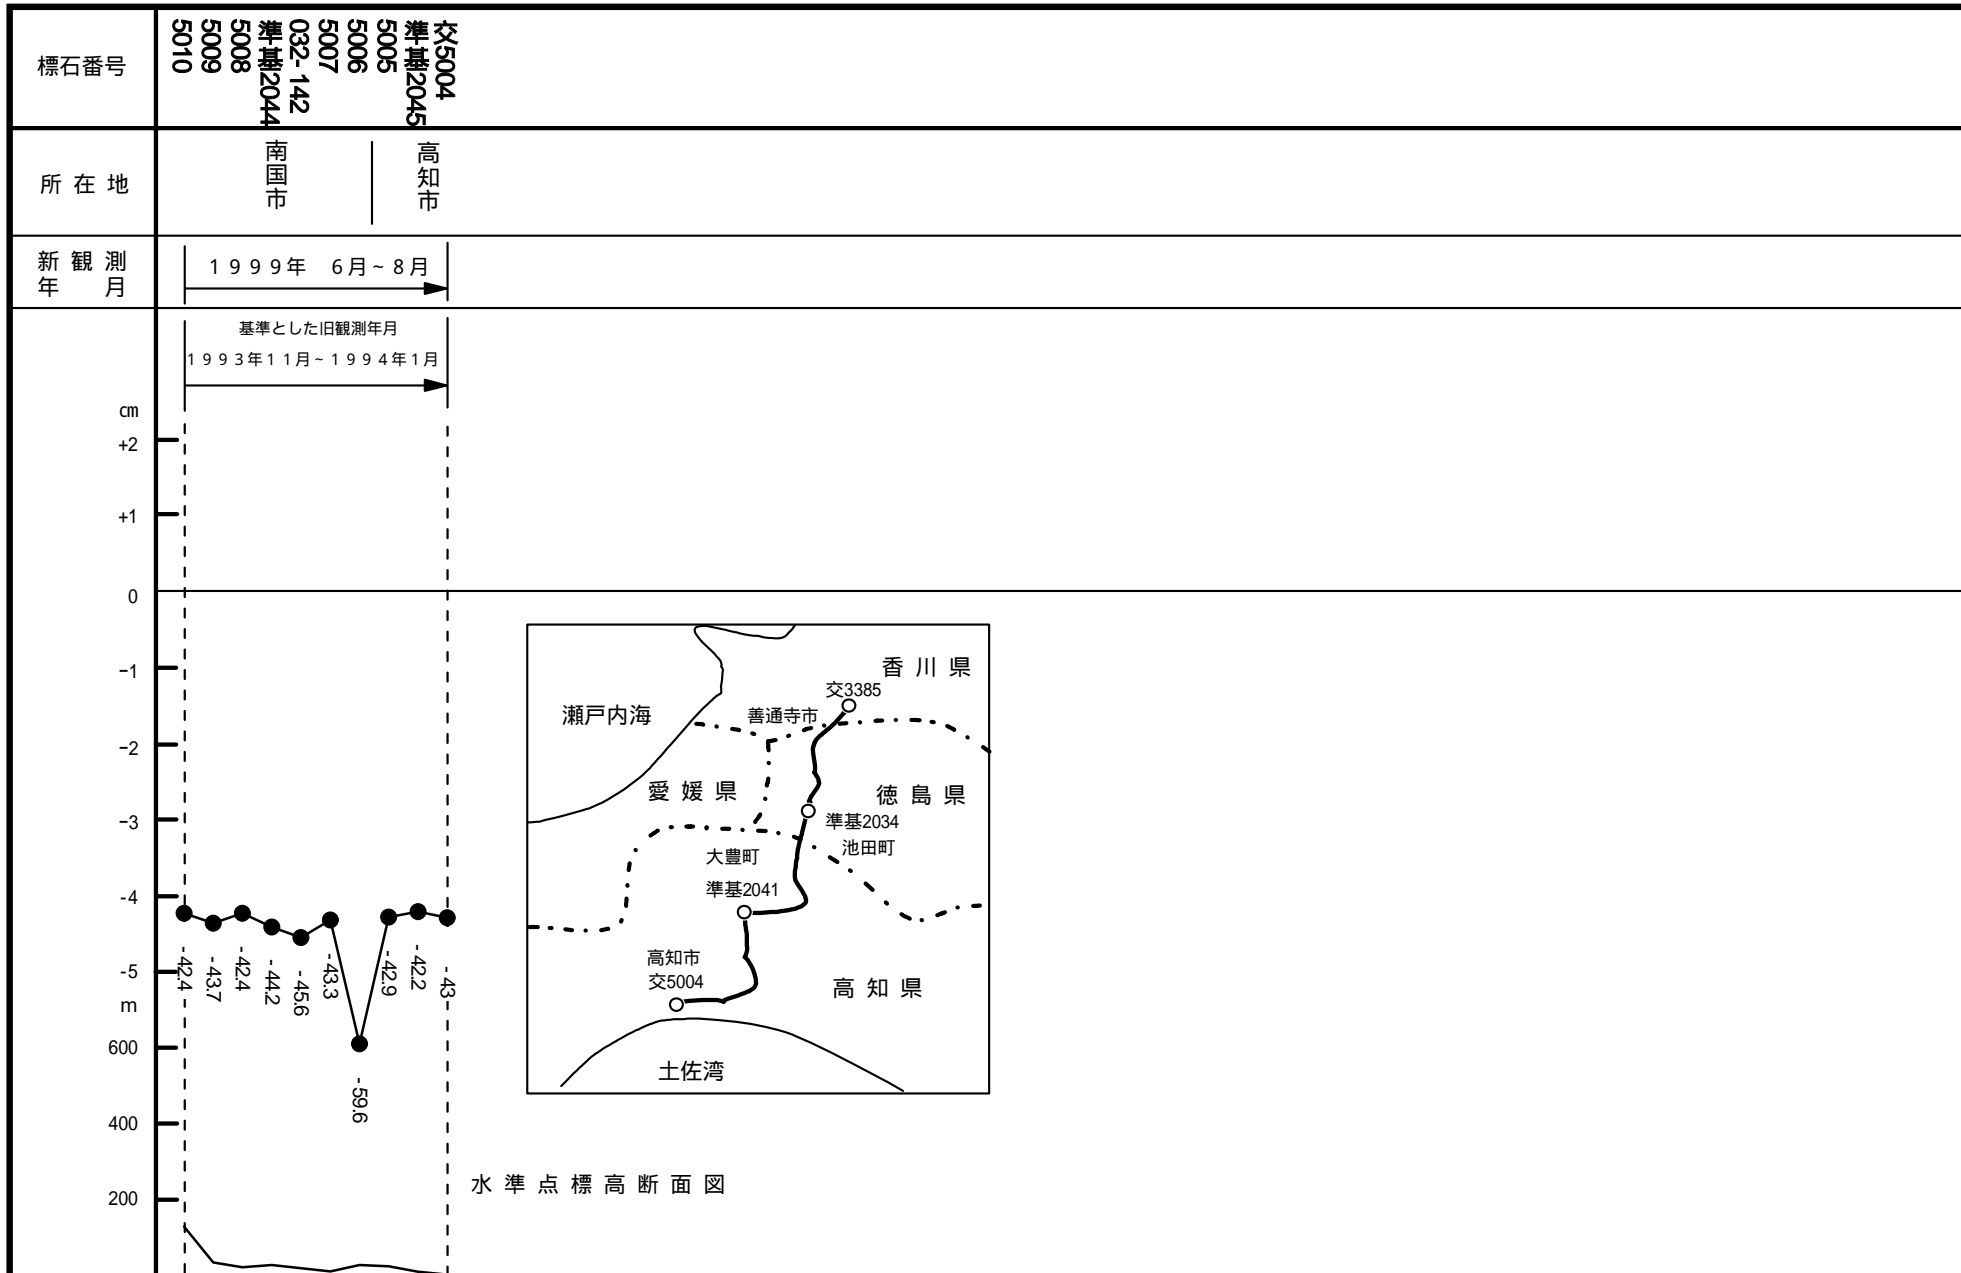 標石番号
5010
5009
5008
準基2044
032-142
5007
5006
5005
準基2045
交5004
所在地
南国市
高知市
新観測
年 月
1999年 6月~8月
基準とした旧観測年月
1993年11月~1994年1月
cm
+2
+1
0
-1
-2
-3
-4
-5
m
600
400
200
-42.4
-43.7
-42.4
-44.2
-45.6
-43.3
-59.6
-42.9
-42.2
-43
香川県
交3385
瀬戸内海
善通寺市
愛媛県
徳島県
準基2034
池田町
大豊町
準基2041
高知市
交5004
高知県
土佐湾
水準点標高断面図